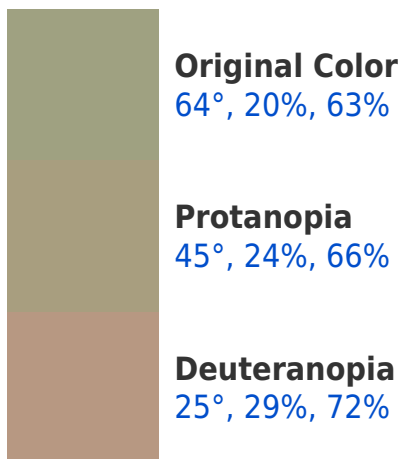 Original Color
64°, 20%, 63%
Protanopia
45°, 24%, 66%
Deuteranopia
25°, 29%, 72%